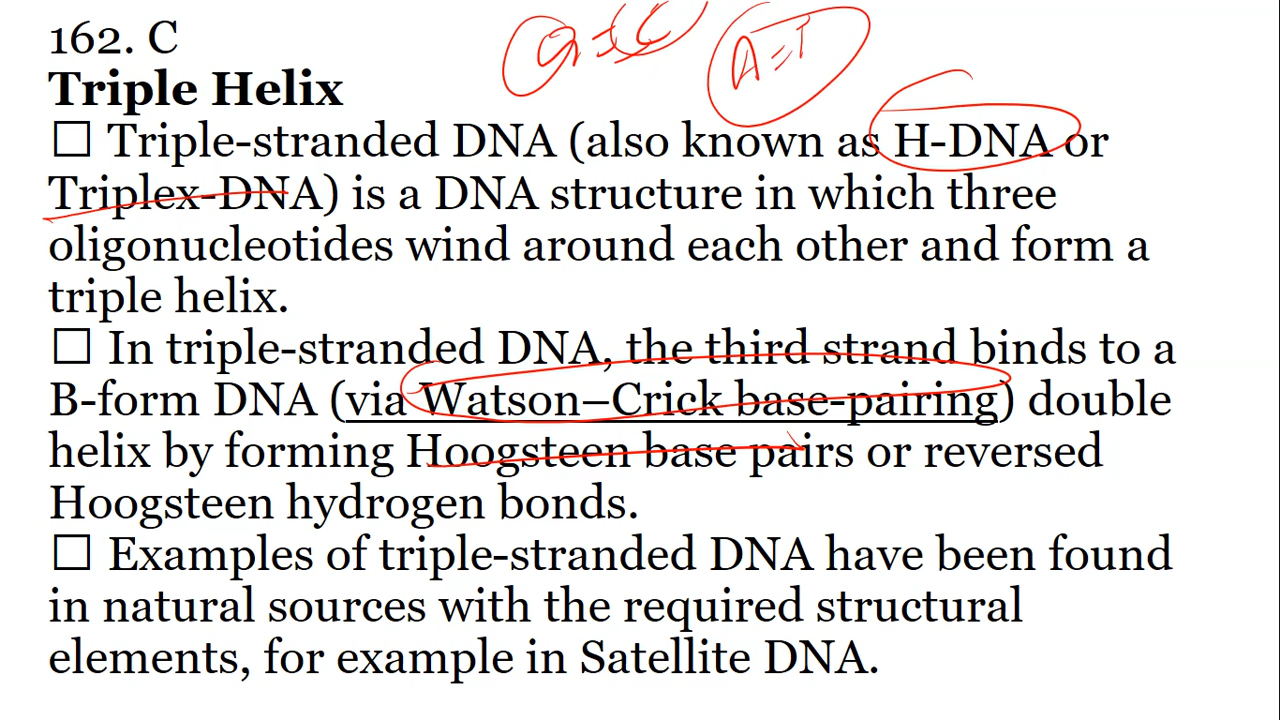 162. C
G≡C A=T
Triple Helix
☐ Triple-stranded DNA (also known as H-DNA or
Triplex-DNA) is a DNA structure in which three
oligonucleotides wind around each other and form a
triple helix.
☐ In triple-stranded DNA, the third strand binds to a
B-form DNA (via Watson–Crick base-pairing) double
helix by forming Hoogsteen base pairs or reversed
Hoogsteen hydrogen bonds.
☐ Examples of triple-stranded DNA have been found
in natural sources with the required structural
elements, for example in Satellite DNA.